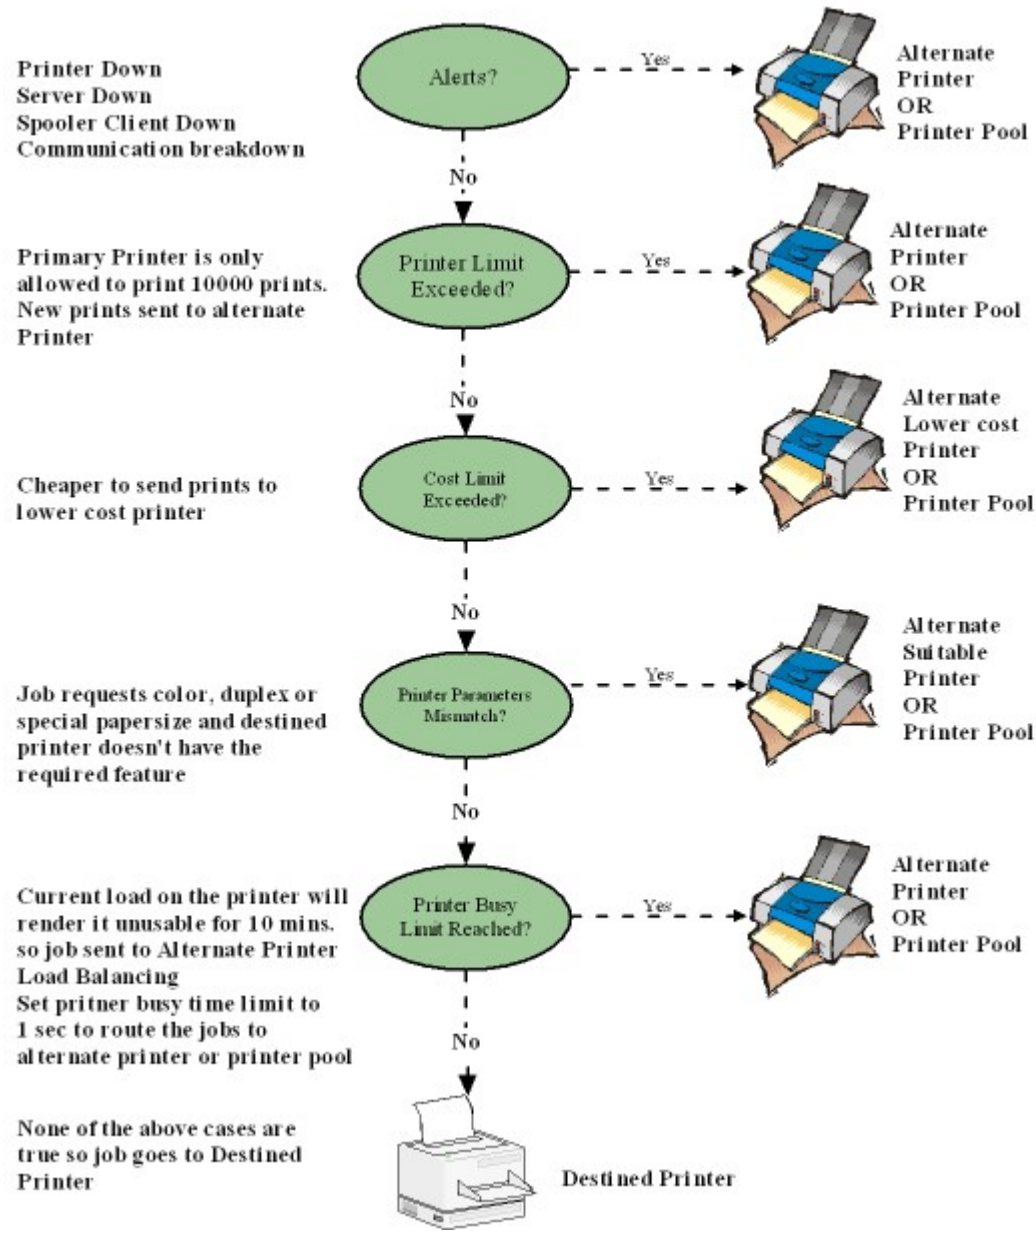 Printer Down
Server Down
Spooler Client Down
Communication breakdown
Alerts?
Yes
Alternate
Printer
OR
Printer Pool
No
Primary Printer is only
allowed to print 10000 prints.
New prints sent to alternate
Printer
Printer Limit
Exceeded?
Yes
Alternate
Printer
OR
Printer Pool
No
Cheaper to send prints to
lower cost printer
Cost Limit
Exceeded?
Yes
Alternate
Lower cost
Printer
OR
Printer Pool
No
Job requests color, duplex or
special papersize and destined
printer doesn't have the
required feature
Printer Parameters
Mismatch?
Yes
Alternate
Suitable
Printer
OR
Printer Pool
No
Current load on the printer will
render it unusable for 10 mins.
so job sent to Alternate Printer
Load Balancing
Set pritner busy time limit to
1 sec to route the jobs to
alternate printer or printer pool
Printer Busy
Limit Reached?
Yes
Alternate
Printer
OR
Printer Pool
No
None of the above cases are
true so job goes to Destined
Printer
Destined Printer